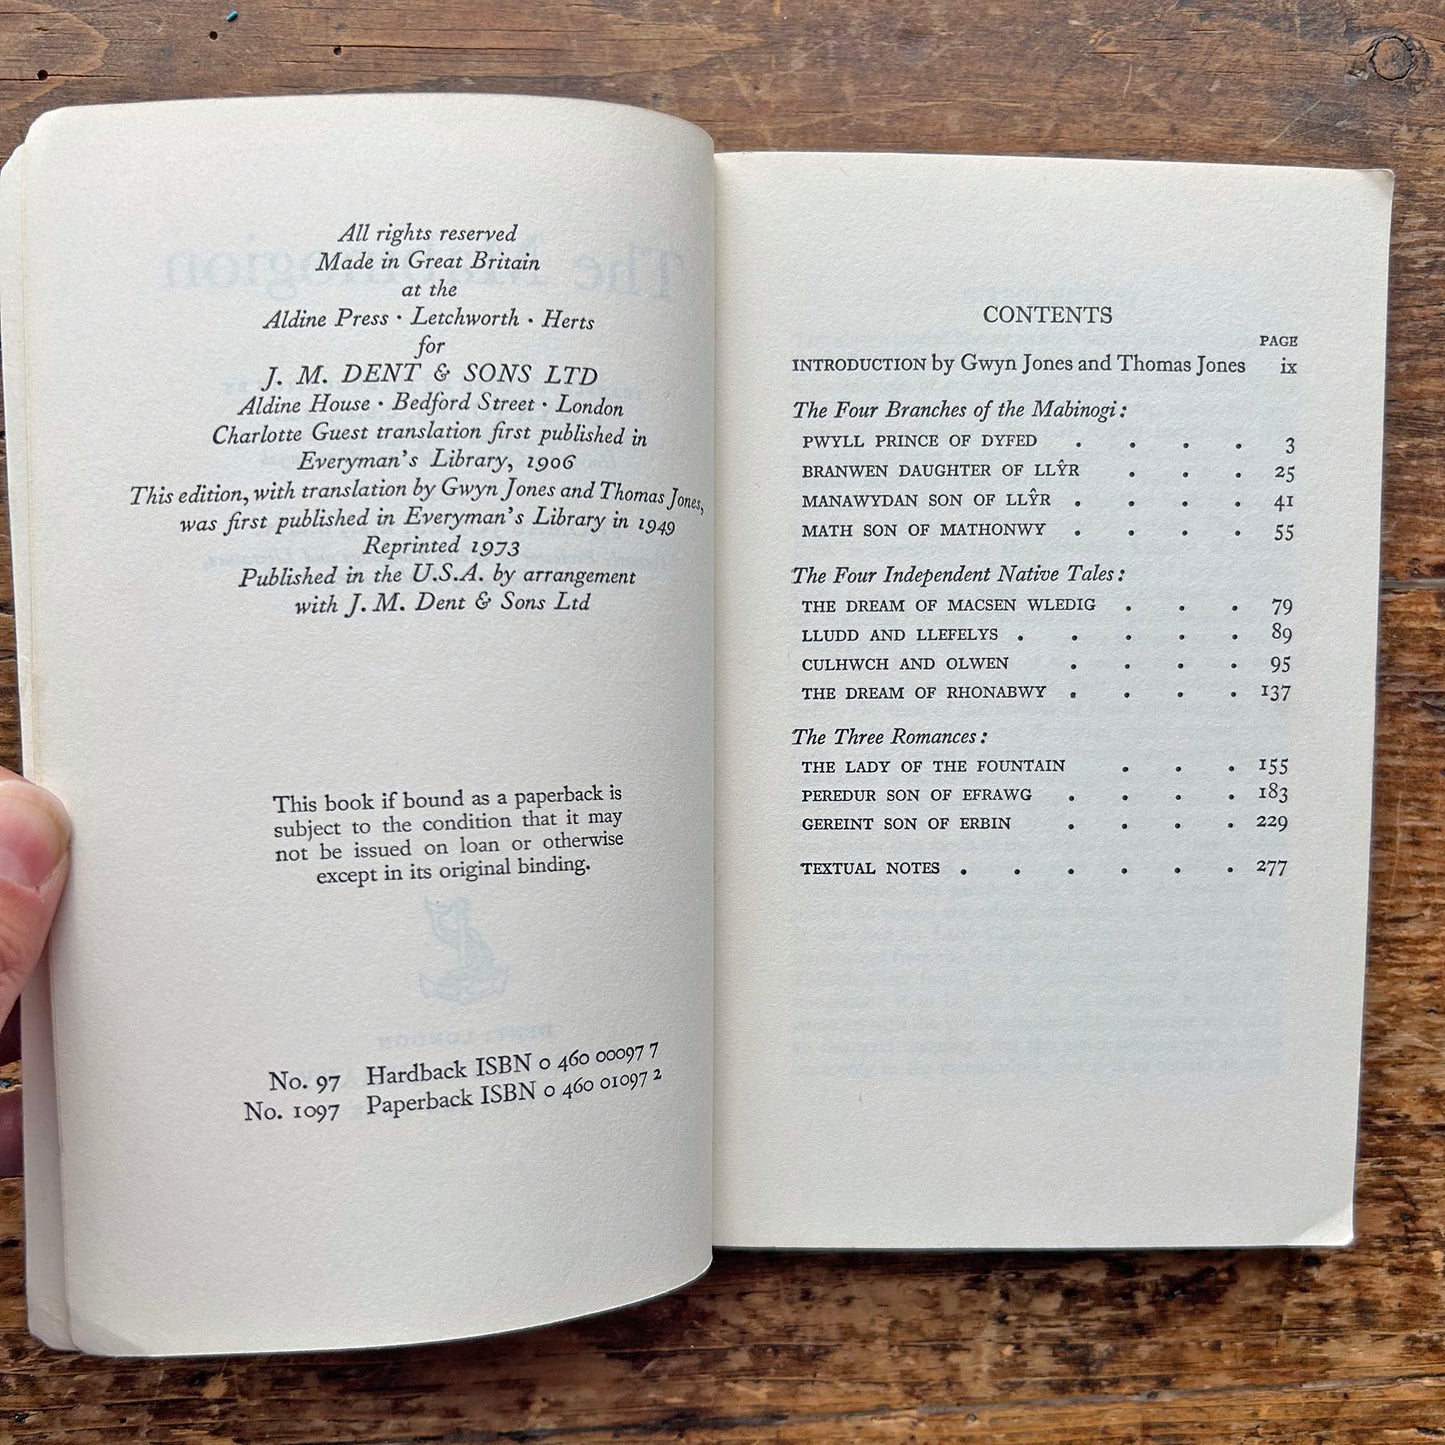 All rights reserved
Made in Great Britain
at the
Aldine Press · Letchworth · Herts
for
J. M. DENT & SONS LTD
Aldine House · Bedford Street · London
Charlotte Guest translation first published in
Everyman's Library, 1906
This edition, with translation by Gwyn Jones and Thomas Jones,
was first published in Everyman's Library in 1949
Reprinted 1973
Published in the U.S.A. by arrangement
with J. M. Dent & Sons Ltd
This book if bound as a paperback is
subject to the condition that it may
not be issued on loan or otherwise
except in its original binding.
No. 97 Hardback ISBN 0 460 00097 7
No. 1097 Paperback ISBN 0 460 01097 2
CONTENTS
PAGE
INTRODUCTION by Gwyn Jones and Thomas Jones ix
The Four Branches of the Mabinogi:
PWYLL PRINCE OF DYFED . . . . 3
BRANWEN DAUGHTER OF LLŶR . . . 25
MANAWYDAN SON OF LLŶR . . . . 41
MATH SON OF MATHONWY . . . . 55
The Four Independent Native Tales:
THE DREAM OF MACSEN WLEDIG . . . 79
LLUDD AND LLEFELYS . . . . . 89
CULHWCH AND OLWEN . . . . 95
THE DREAM OF RHONABWY . . . . 137
The Three Romances:
THE LADY OF THE FOUNTAIN . . . 155
PEREDUR SON OF EFRAWG . . . . 183
GEREINT SON OF ERBIN . . . . 229
TEXTUAL NOTES . . . . . . 277